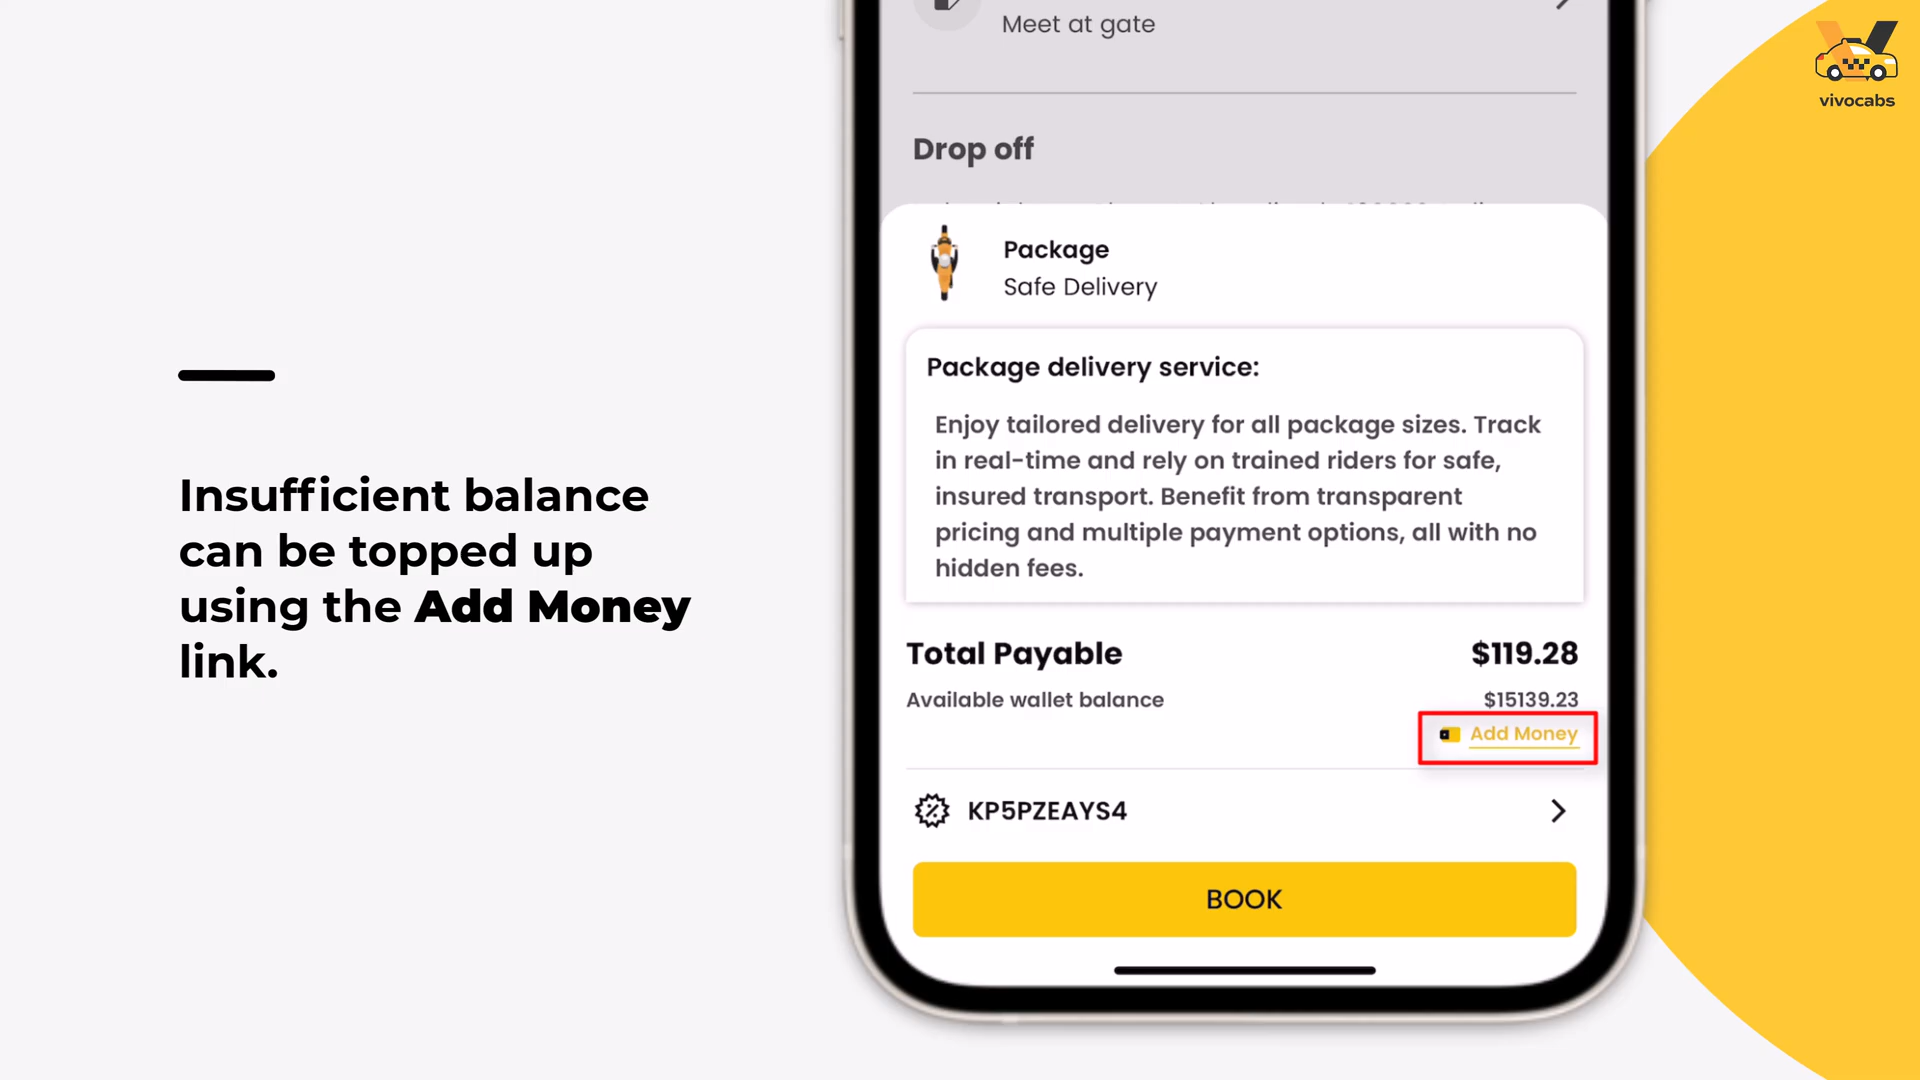 vivocabs
Insufficient balance
can be topped up
using the Add Money
link.
Meet at gate
Drop off
Package
Safe Delivery
Package delivery service:
Enjoy tailored delivery for all package sizes. Track
in real-time and rely on trained riders for safe,
insured transport. Benefit from transparent
pricing and multiple payment options, all with no
hidden fees.
Total Payable $119.28
Available wallet balance $15139.23
Add Money
KP5PZEAYS4
BOOK